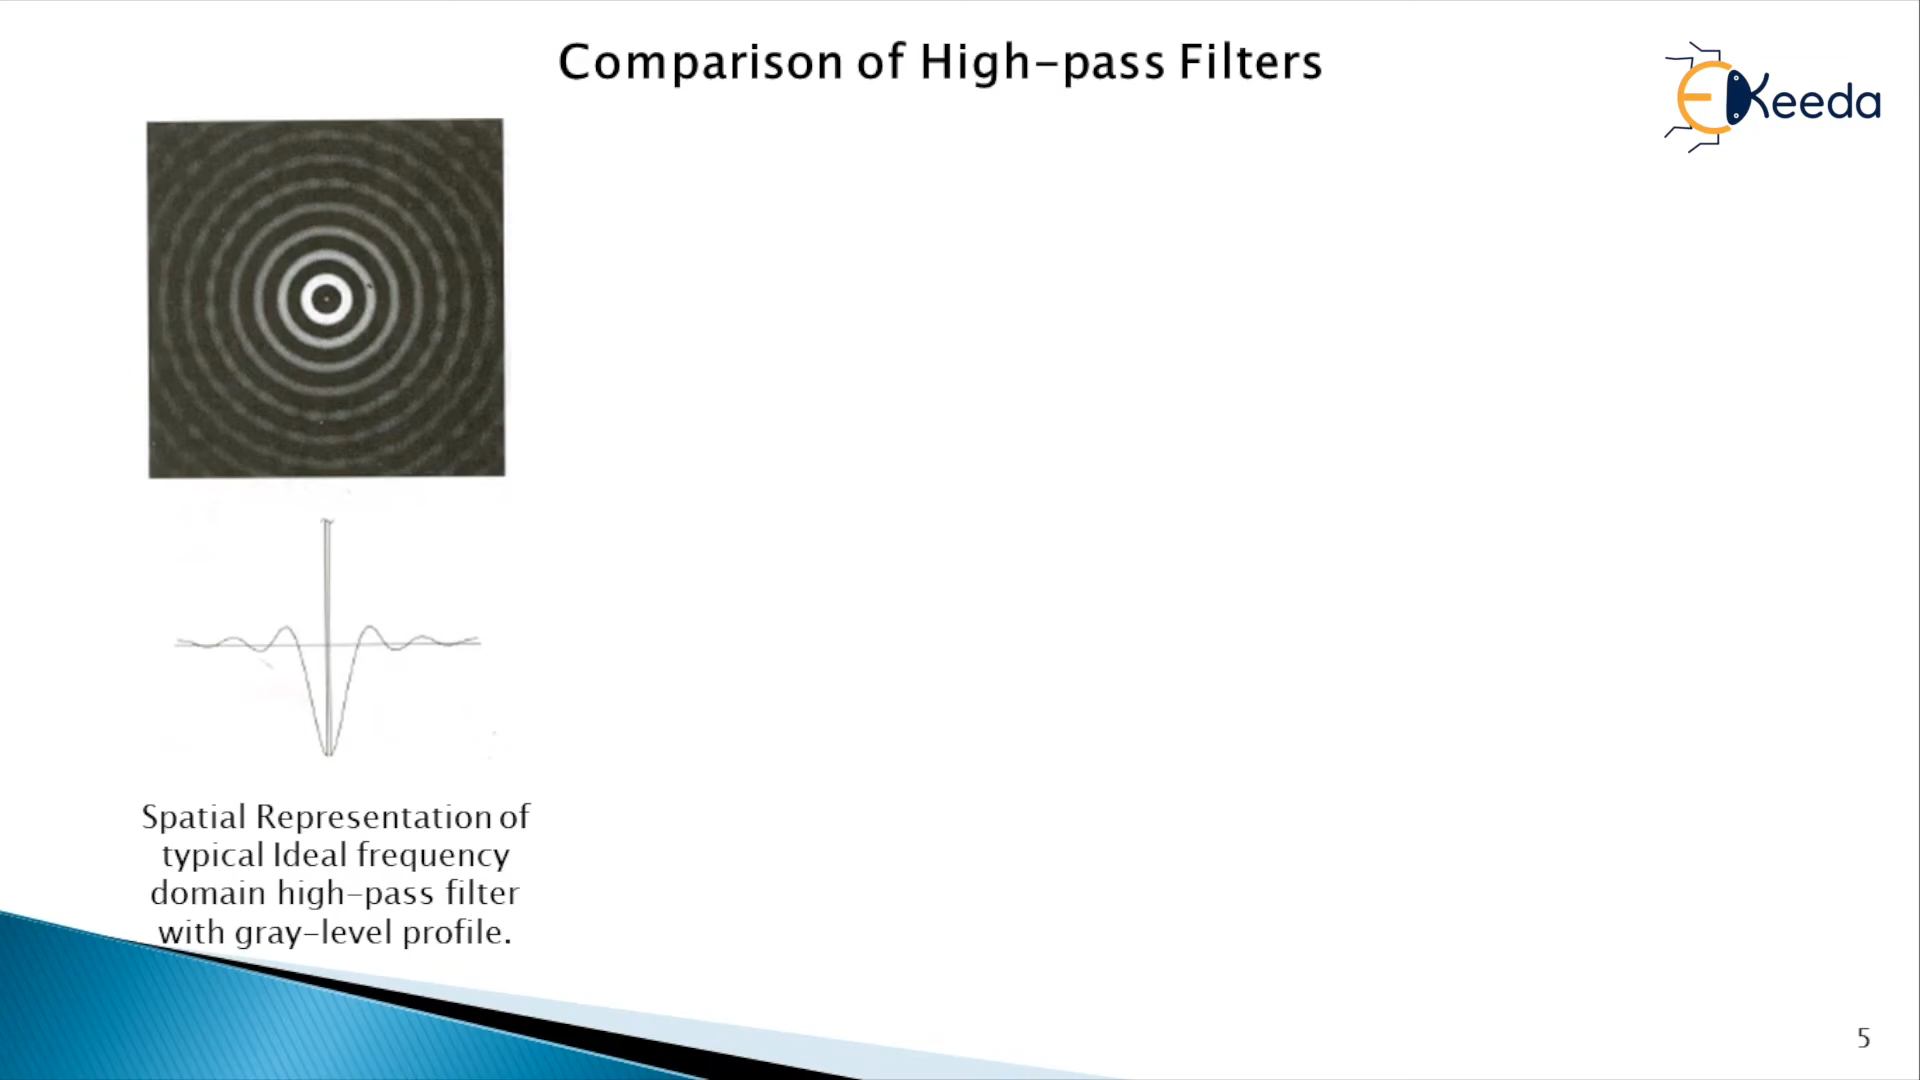 Comparison of High-pass Filters
EKeeda
Spatial Representation of
typical Ideal frequency
domain high-pass filter
with gray-level profile.
5